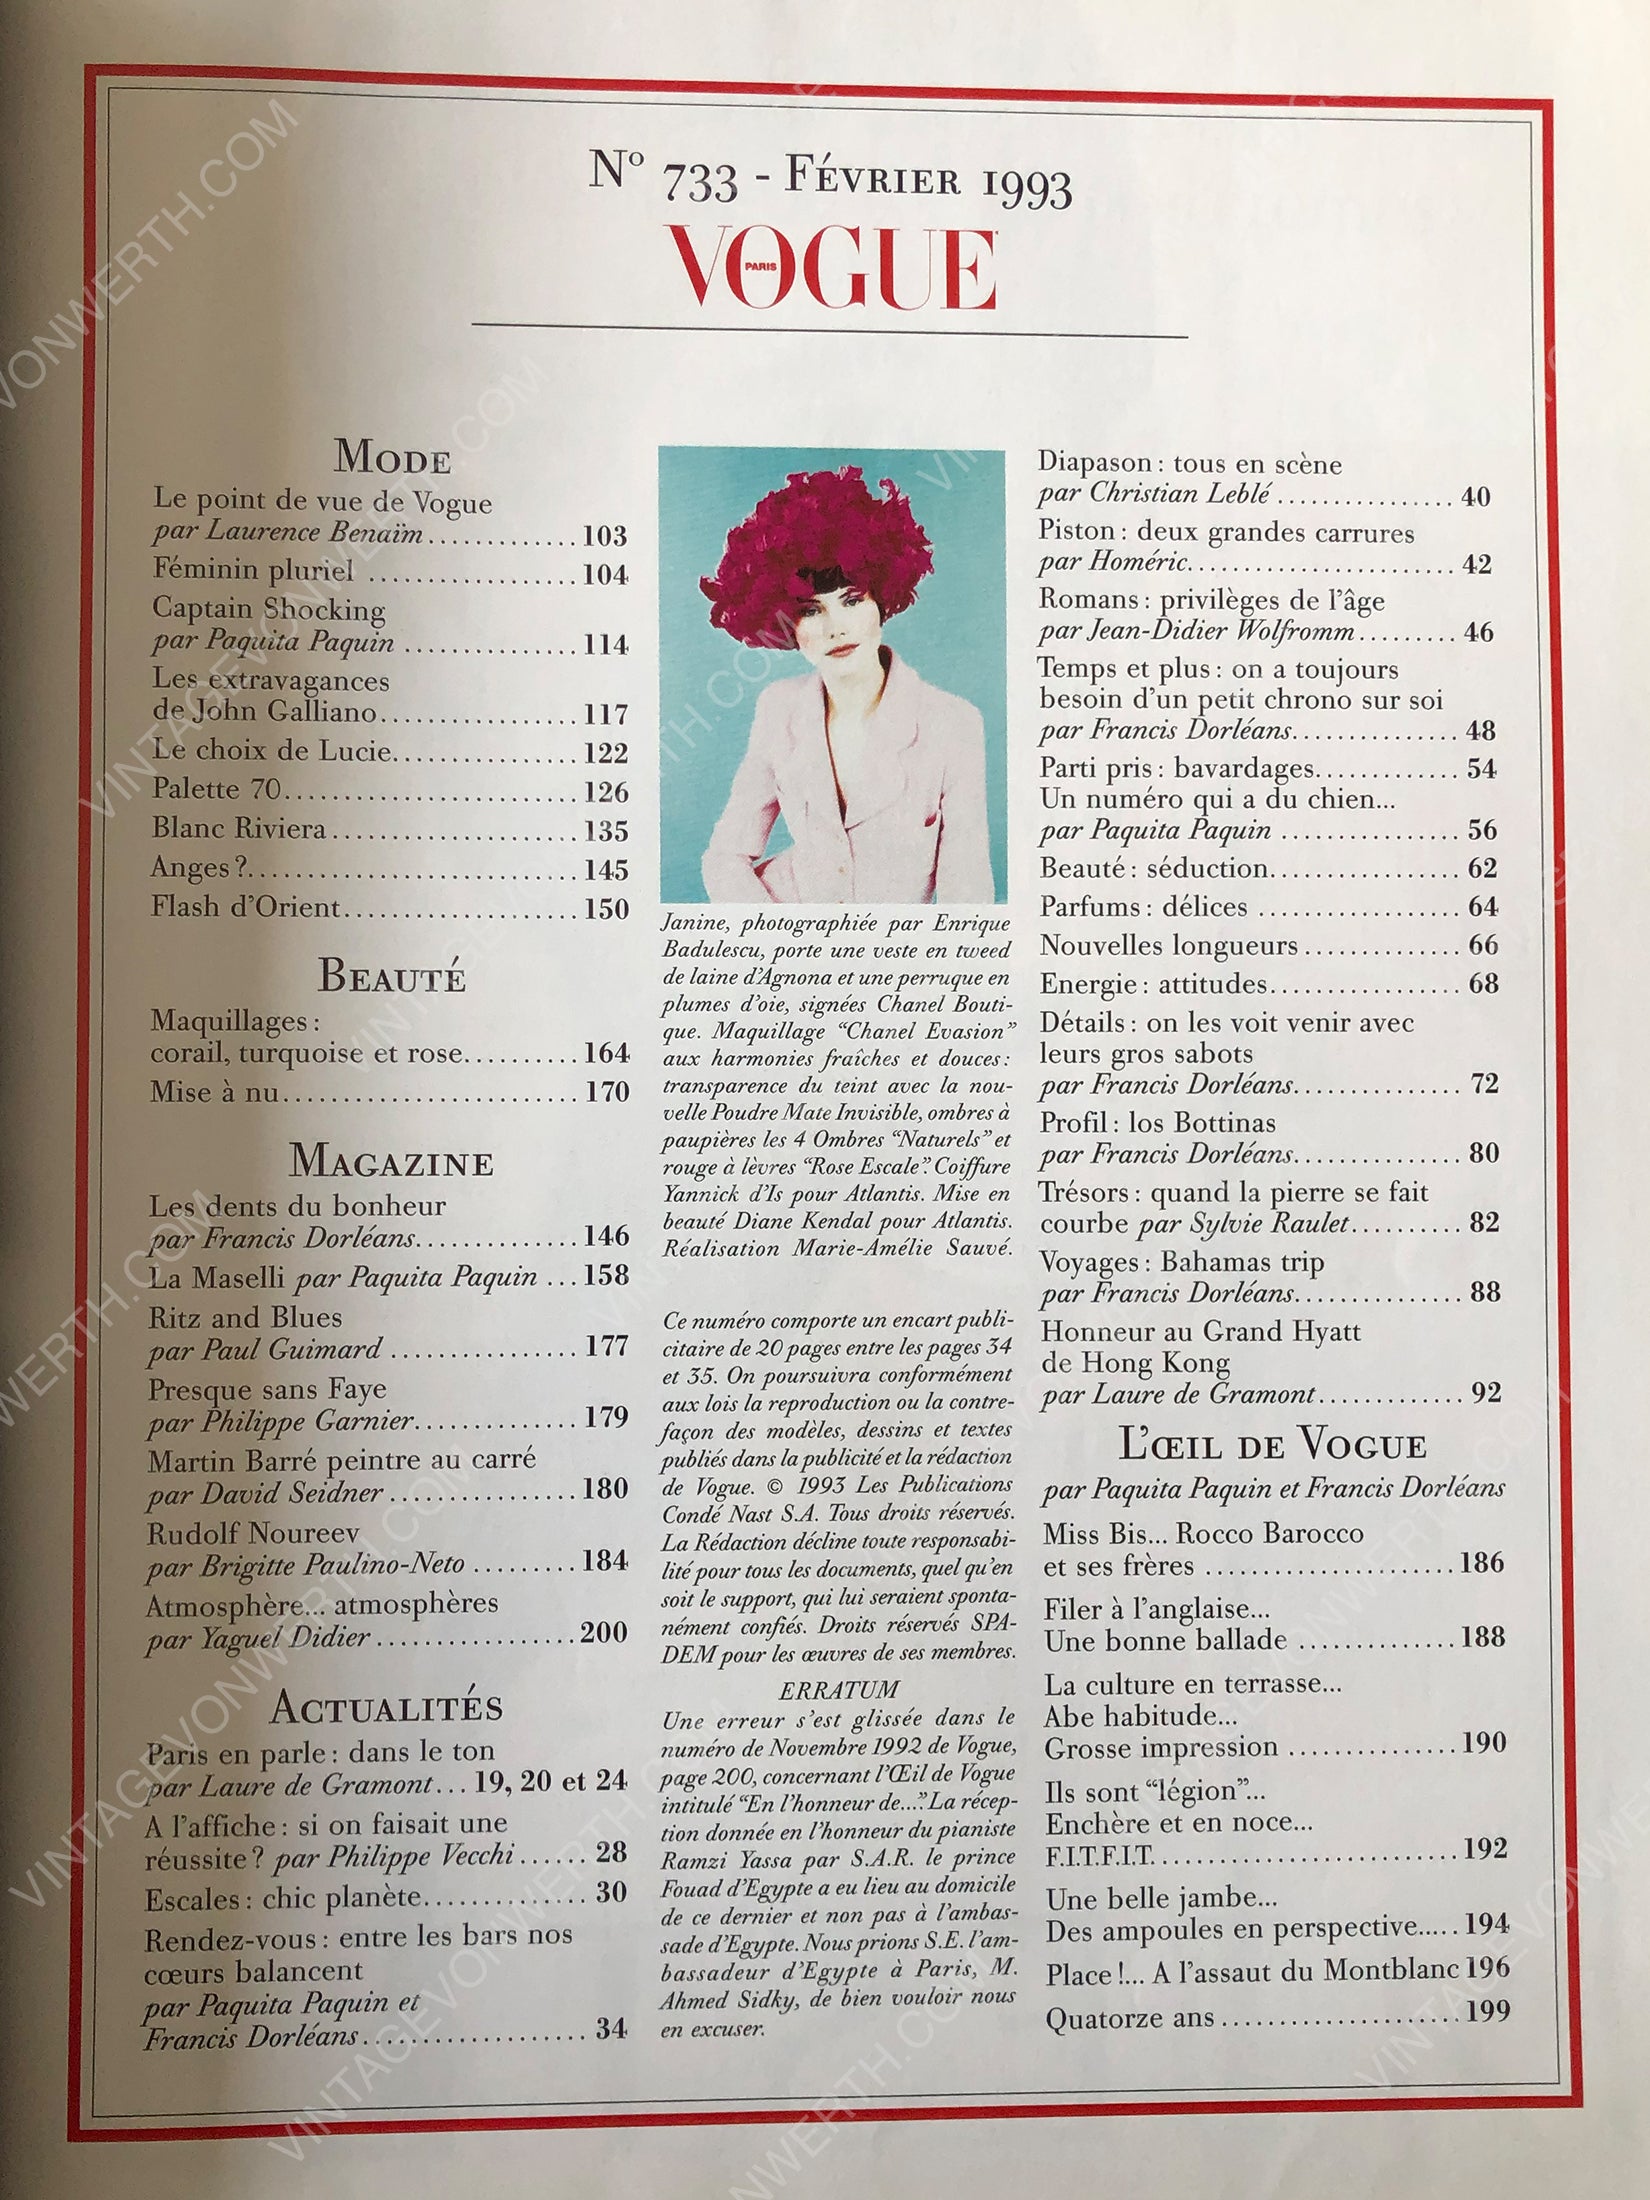 N° 733 - Février 1993
VOGUE
PARIS
Mode
Le point de vue de Vogue
par Laurence Benaïm............. 103
Féminin pluriel .................. 104
Captain Shocking
par Paquita Paquin ............... 114
Les extravagances
de John Galliano.................. 117
Le choix de Lucie................. 122
Palette 70......................... 126
Blanc Riviera...................... 135
Anges ?............................ 145
Flash d'Orient..................... 150
Beauté
Maquillages :
corail, turquoise et rose.......... 164
Mise à nu.......................... 170
Magazine
Les dents du bonheur
par Francis Dorléans.............. 146
La Maselli par Paquita Paquin ... 158
Ritz and Blues
par Paul Guimard ................. 177
Presque sans Faye
par Philippe Garnier.............. 179
Martin Barré peintre au carré
par David Seidner ................. 180
Rudolf Noureev
par Brigitte Paulino-Neto ......... 184
Atmosphère... atmosphères
par Yaguel Didier .................. 200
Actualités
Paris en parle : dans le ton
par Laure de Gramont... 19, 20 et 24
A l'affiche : si on faisait une
réussite ? par Philippe Vecchi ...... 28
Escales : chic planète.............. 30
Rendez-vous : entre les bars nos
cœurs balancent
par Paquita Paquin et
Francis Dorléans.................... 34
Janine, photographiée par Enrique
Badulescu, porte une veste en tweed
de laine d'Agnona et une perruque en
plumes d'oie, signées Chanel Bouti-
que. Maquillage “Chanel Evasion”
aux harmonies fraîches et douces :
transparence du teint avec la nou-
velle Poudre Mate Invisible, ombres à
paupières les 4 Ombres “Naturels” et
rouge à lèvres “Rose Escale”. Coiffure
Yannick d'Is pour Atlantis. Mise en
beauté Diane Kendal pour Atlantis.
Réalisation Marie-Amélie Sauvé.
Ce numéro comporte un encart publi-
citaire de 20 pages entre les pages 34
et 35. On poursuivra conformément
aux lois la reproduction ou la contre-
façon des modèles, dessins et textes
publiés dans la publicité et la rédaction
de Vogue. © 1993 Les Publications
Condé Nast S.A. Tous droits réservés.
La Rédaction décline toute responsabi-
lité pour tous les documents, quel qu'en
soit le support, qui lui seraient sponta-
nément confiés. Droits réservés SPA-
DEM pour les œuvres de ses membres.
ERRATUM
Une erreur s'est glissée dans le
numéro de Novembre 1992 de Vogue,
page 200, concernant l'Œil de Vogue
intitulé “En l'honneur de...”. La récep-
tion donnée en l'honneur du pianiste
Ramzi Yassa par S.A.R. le prince
Fouad d'Egypte a eu lieu au domicile
de ce dernier et non pas à l'ambas-
sade d'Egypte. Nous prions S.E. l'am-
bassadeur d'Egypte à Paris, M.
Ahmed Sidky, de bien vouloir nous
en excuser.
Diapason : tous en scène
par Christian Leblé ................ 40
Piston : deux grandes carrures
par Homéric........................ 42
Romans : privilèges de l'âge
par Jean-Didier Wolfromm......... 46
Temps et plus : on a toujours
besoin d'un petit chrono sur soi
par Francis Dorléans................ 48
Parti pris : bavardages............. 54
Un numéro qui a du chien...
par Paquita Paquin ................ 56
Beauté : séduction................. 62
Parfums : délices .................. 64
Nouvelles longueurs............... 66
Energie : attitudes................. 68
Détails : on les voit venir avec
leurs gros sabots
par Francis Dorléans............... 72
Profil : los Bottinas
par Francis Dorléans............... 80
Trésors : quand la pierre se fait
courbe par Sylvie Raulet.......... 82
Voyages : Bahamas trip
par Francis Dorléans............... 88
Honneur au Grand Hyatt
de Hong Kong
par Laure de Gramont............. 92
L'œil de Vogue
par Paquita Paquin et Francis Dorléans
Miss Bis... Rocco Barocco
et ses frères ....................... 186
Filer à l'anglaise...
Une bonne ballade .............. 188
La culture en terrasse...
Abe habitude...
Grosse impression ............... 190
Ils sont “légion”...
Enchère et en noce...
F.I.T.F.I.T........................... 192
Une belle jambe...
Des ampoules en perspective..... 194
Place !... A l'assaut du Montblanc 196
Quatorze ans ...................... 199
VINTAGEVONWERTH.COM